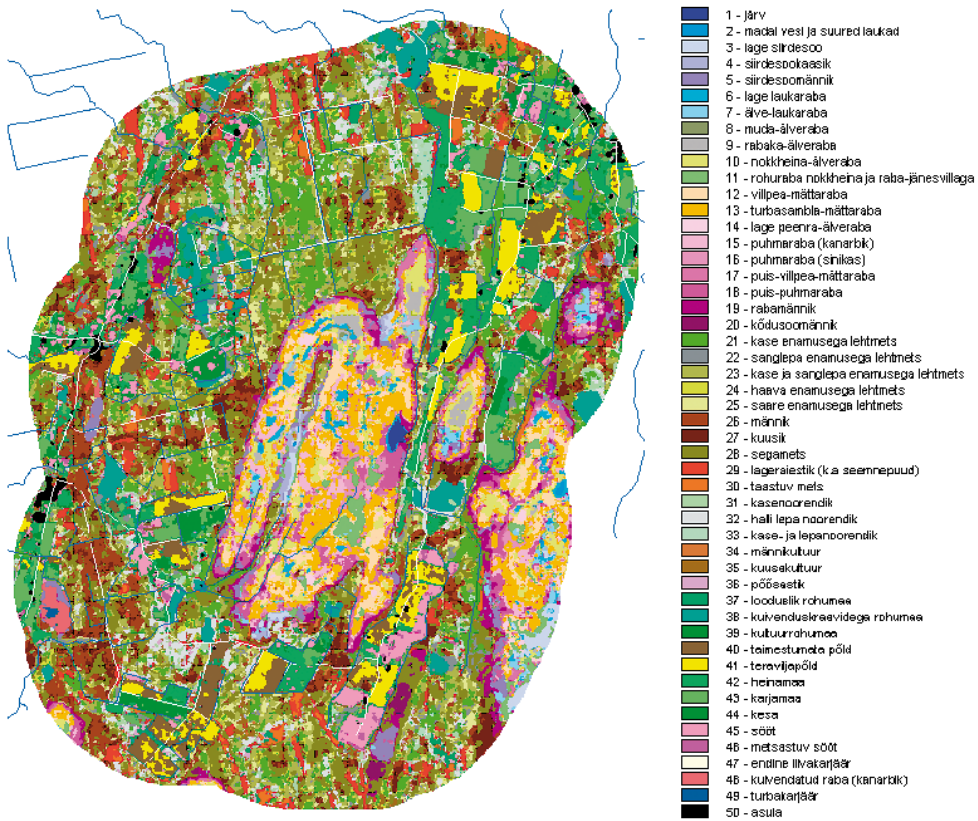 1 - järv
2 - madal vesi ja suured laukad
3 - lage siirdesoo
4 - siirdesookaasik
5 - siirdesoomännik
6 - lage laukaraba
7 - älve-laukaraba
8 - muda-älveraba
9 - rabaka-älveraba
10 - nokkheina-älveraba
11 - rohuraba nokkheina ja raba-jänesvillaga
12 - villpea-mättaraba
13 - turbasambla-mättaraba
14 - lage peenra-älveraba
15 - puhmaraba (kanarbik)
16 - puhmaraba (sinikas)
17 - puis-villpea-mättaraba
18 - puis-puhmaraba
19 - rabamännik
20 - kõdusoomännik
21 - kase enamusega lehtmets
22 - sanglepa enamusega lehtmets
23 - kase ja sanglepa enamusega lehtmets
24 - haava enamusega lehtmets
25 - saare enamusega lehtmets
26 - männik
27 - kuusik
28 - segamets
29 - lageraiestik (k.a seemnepuud)
30 - taastuv mets
31 - kasenoorendik
32 - halli lepa noorendik
33 - kase- ja lepanoorendik
34 - männikultuur
35 - kuusekultuur
36 - põõsastik
37 - looduslik rohumaa
38 - kuivenduskraavidega rohumaa
39 - kultuurrohumaa
40 - taimestumata põld
41 - teraviljapõld
42 - heinamaa
43 - karjamaa
44 - kesa
45 - sööt
46 - metsastuv sööt
47 - endine liivakarjäär
48 - kuivendatud raba (kanarbik)
49 - turbakarjäär
50 - asula